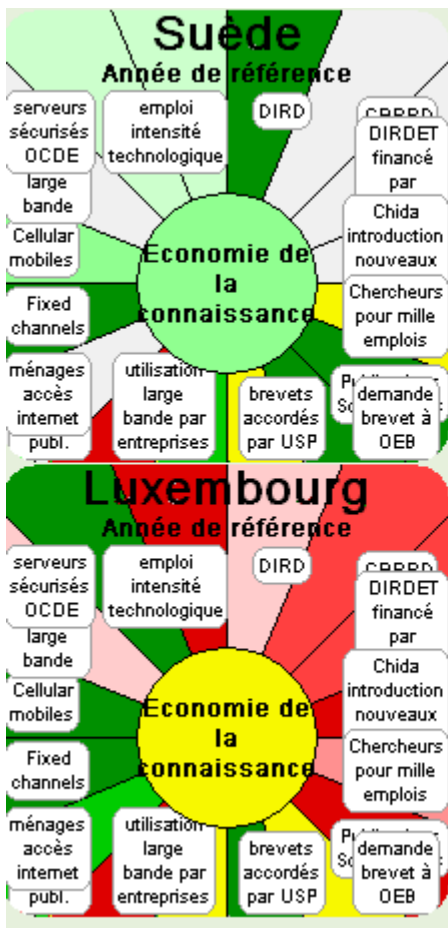 Suède
Année de référence
serveurs
sécurisés
OCDE
emploi
intensité
technologique
DIRD
DIRDET
financé
par
large
bande
Chida
introduction
nouveaux
Cellular
mobiles
Economie de
la
connaissance
Fixed
channels
Chercheurs
pour mille
emplois
ménages
accès
internet
publ.
utilisation
large
bande par
entreprises
brevets
accordés
par USP
demande
brevet à
OEB
Luxembourg
Année de référence
serveurs
sécurisés
OCDE
emploi
intensité
technologique
DIRD
DIRDET
financé
par
large
bande
Chida
introduction
nouveaux
Cellular
mobiles
Economie de
la
connaissance
Fixed
channels
Chercheurs
pour mille
emplois
ménages
accès
internet
publ.
utilisation
large
bande par
entreprises
brevets
accordés
par USP
demande
brevet à
OEB